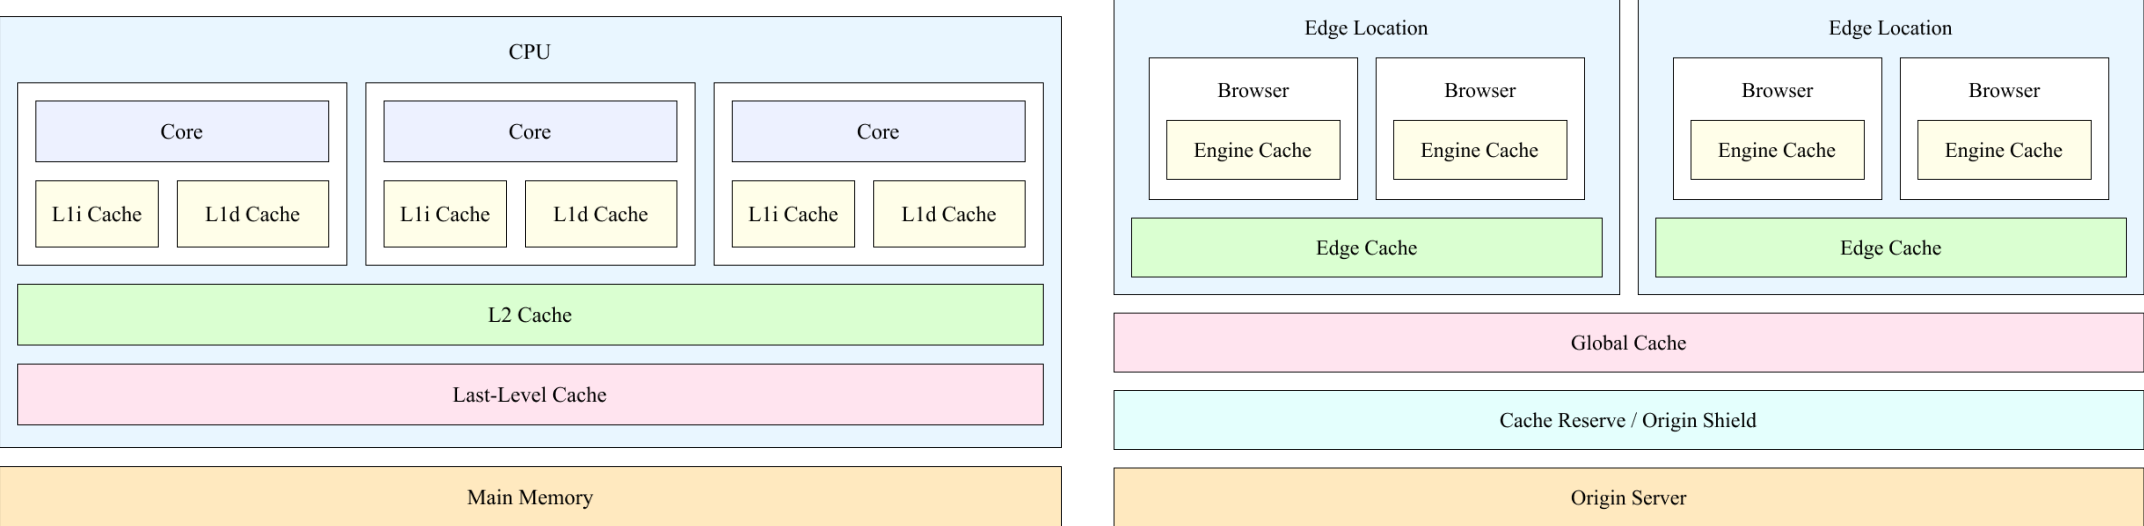 CPU
Core
Core
Core
L1i Cache
L1d Cache
L1i Cache
L1d Cache
L1i Cache
L1d Cache
L2 Cache
Last-Level Cache
Main Memory
Edge Location
Browser
Browser
Engine Cache
Engine Cache
Edge Cache
Edge Location
Browser
Browser
Engine Cache
Engine Cache
Edge Cache
Global Cache
Cache Reserve / Origin Shield
Origin Server